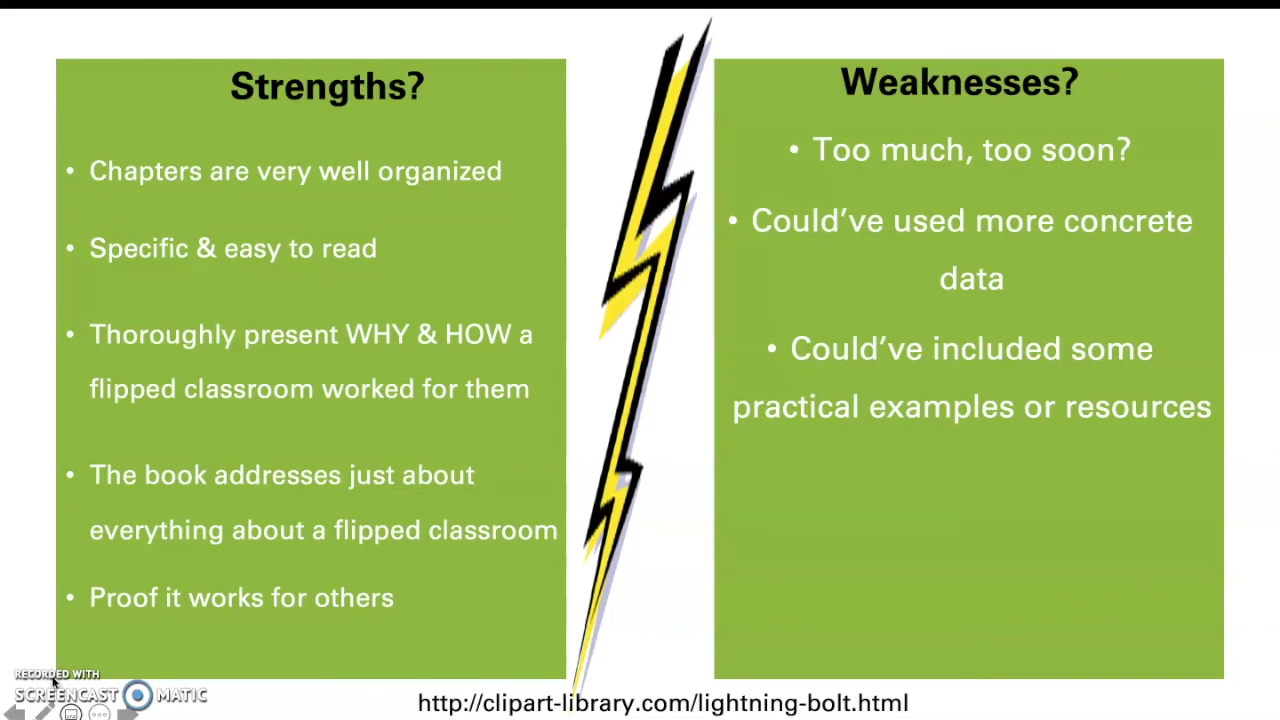 Strengths?
• Chapters are very well organized
• Specific & easy to read
• Thoroughly present WHY & HOW a
flipped classroom worked for them
• The book addresses just about
everything about a flipped classroom
• Proof it works for others
Weaknesses?
• Too much, too soon?
• Could’ve used more concrete
data
• Could’ve included some
practical examples or resources
http://clipart-library.com/lightning-bolt.html
RECORDED WITH
SCREENCAST MATIC